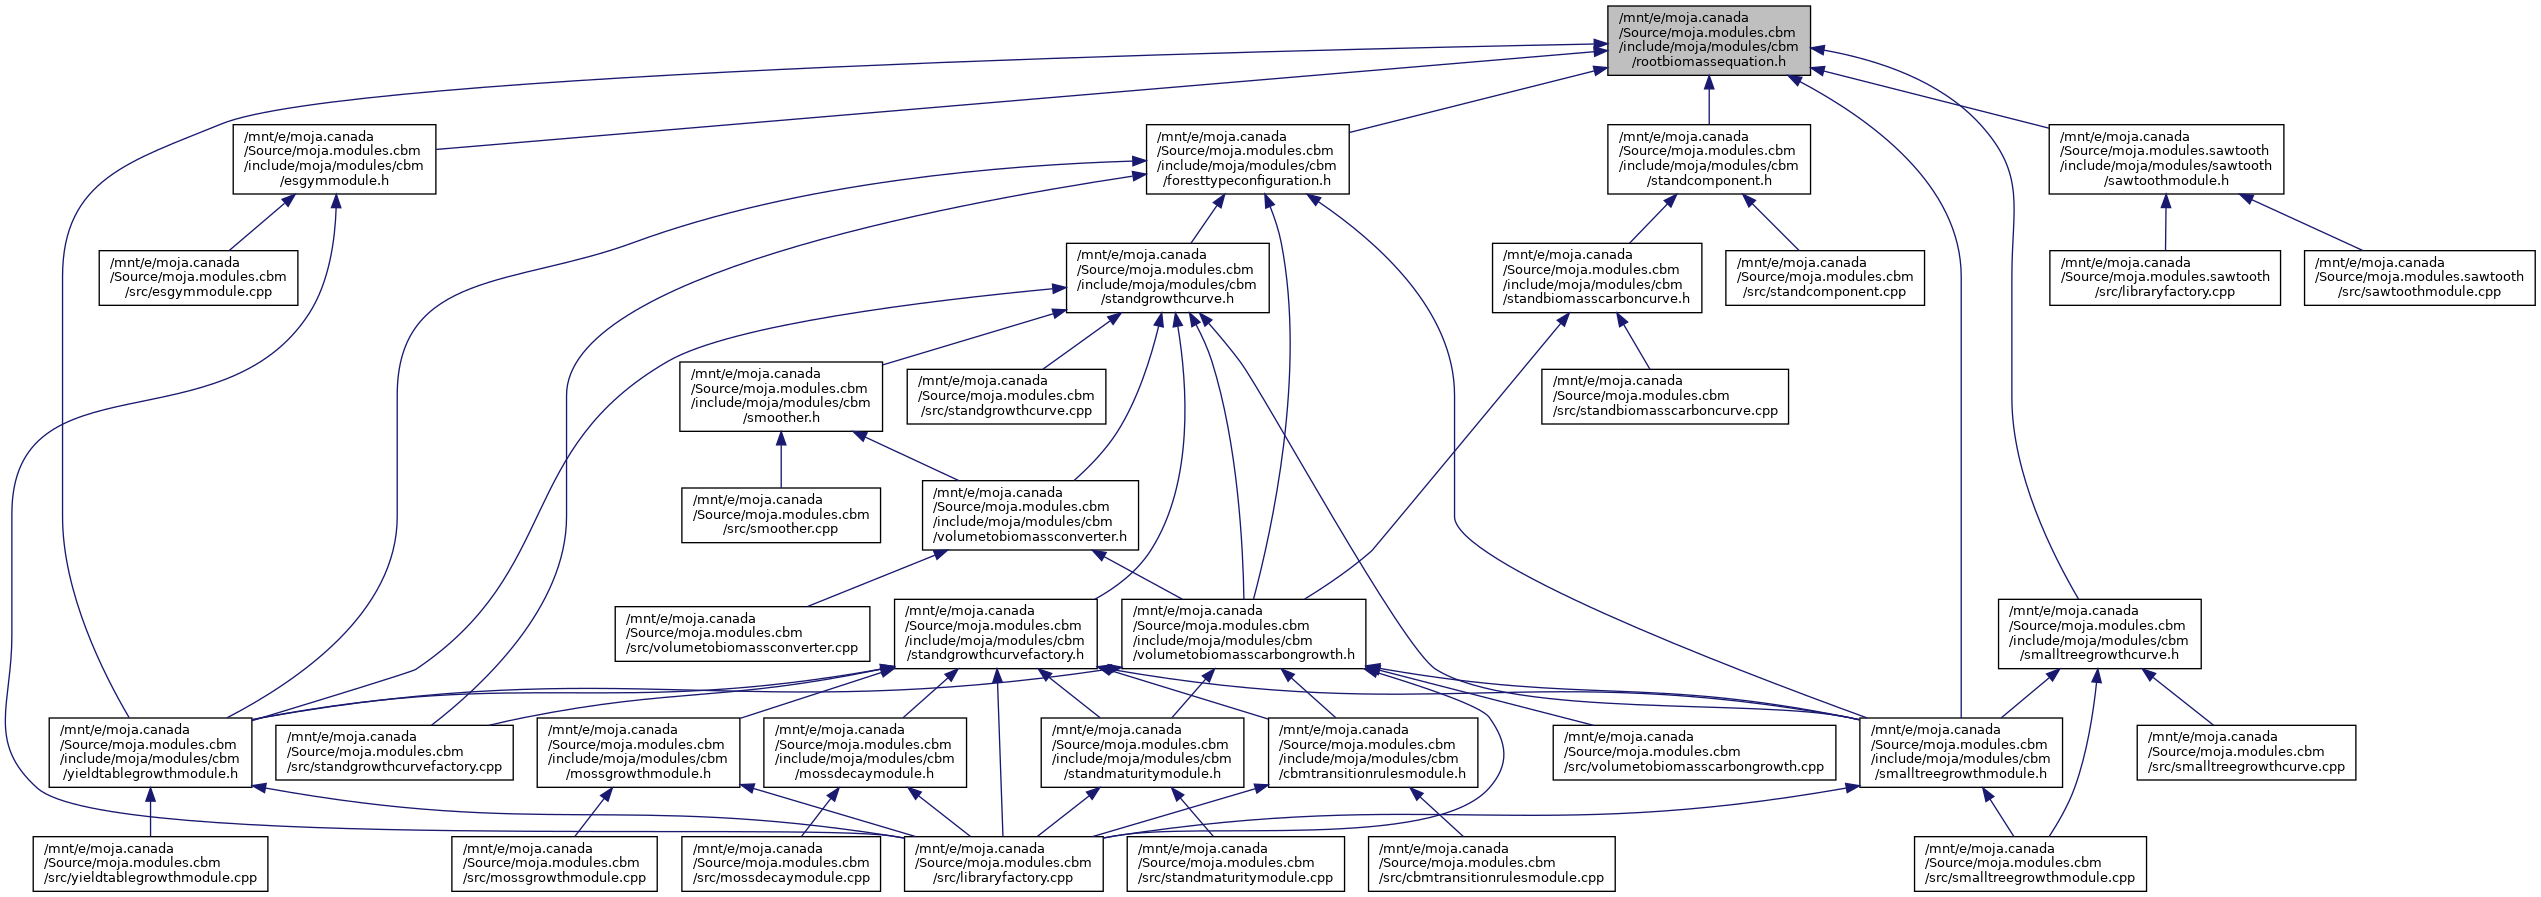 /mnt/e/moja.canada
/Source/moja.modules.cbm
/include/moja/modules/cbm
/rootbiomassequation.h
/mnt/e/moja.canada
/Source/moja.modules.cbm
/include/moja/modules/cbm
/esgymmodule.h
/mnt/e/moja.canada
/Source/moja.modules.cbm
/include/moja/modules/cbm
/foresttypeconfiguration.h
/mnt/e/moja.canada
/Source/moja.modules.cbm
/include/moja/modules/cbm
/standcomponent.h
/mnt/e/moja.canada
/Source/moja.modules.sawtooth
/include/moja/modules/sawtooth
/sawtoothmodule.h
/mnt/e/moja.canada
/Source/moja.modules.cbm
/src/esgymmodule.cpp
/mnt/e/moja.canada
/Source/moja.modules.cbm
/include/moja/modules/cbm
/standgrowthcurve.h
/mnt/e/moja.canada
/Source/moja.modules.cbm
/include/moja/modules/cbm
/standbiomasscarboncurve.h
/mnt/e/moja.canada
/Source/moja.modules.cbm
/src/standcomponent.cpp
/mnt/e/moja.canada
/Source/moja.modules.sawtooth
/src/libraryfactory.cpp
/mnt/e/moja.canada
/Source/moja.modules.sawtooth
/src/sawtoothmodule.cpp
/mnt/e/moja.canada
/Source/moja.modules.cbm
/include/moja/modules/cbm
/smoother.h
/mnt/e/moja.canada
/Source/moja.modules.cbm
/src/standgrowthcurve.cpp
/mnt/e/moja.canada
/Source/moja.modules.cbm
/src/standbiomasscarboncurve.cpp
/mnt/e/moja.canada
/Source/moja.modules.cbm
/src/smoother.cpp
/mnt/e/moja.canada
/Source/moja.modules.cbm
/include/moja/modules/cbm
/volumetobiomassconverter.h
/mnt/e/moja.canada
/Source/moja.modules.cbm
/src/volumetobiomassconverter.cpp
/mnt/e/moja.canada
/Source/moja.modules.cbm
/include/moja/modules/cbm
/standgrowthcurvefactory.h
/mnt/e/moja.canada
/Source/moja.modules.cbm
/include/moja/modules/cbm
/volumetobiomasscarbongrowth.h
/mnt/e/moja.canada
/Source/moja.modules.cbm
/include/moja/modules/cbm
/smalltreegrowthcurve.h
/mnt/e/moja.canada
/Source/moja.modules.cbm
/include/moja/modules/cbm
/yieldtablegrowthmodule.h
/mnt/e/moja.canada
/Source/moja.modules.cbm
/src/standgrowthcurvefactory.cpp
/mnt/e/moja.canada
/Source/moja.modules.cbm
/include/moja/modules/cbm
/mossgrowthmodule.h
/mnt/e/moja.canada
/Source/moja.modules.cbm
/include/moja/modules/cbm
/mossdecaymodule.h
/mnt/e/moja.canada
/Source/moja.modules.cbm
/include/moja/modules/cbm
/standmaturitymodule.h
/mnt/e/moja.canada
/Source/moja.modules.cbm
/include/moja/modules/cbm
/cbmtransitionrulesmodule.h
/mnt/e/moja.canada
/Source/moja.modules.cbm
/src/volumetobiomasscarbongrowth.cpp
/mnt/e/moja.canada
/Source/moja.modules.cbm
/include/moja/modules/cbm
/smalltreegrowthmodule.h
/mnt/e/moja.canada
/Source/moja.modules.cbm
/src/smalltreegrowthcurve.cpp
/mnt/e/moja.canada
/Source/moja.modules.cbm
/src/yieldtablegrowthmodule.cpp
/mnt/e/moja.canada
/Source/moja.modules.cbm
/src/mossgrowthmodule.cpp
/mnt/e/moja.canada
/Source/moja.modules.cbm
/src/mossdecaymodule.cpp
/mnt/e/moja.canada
/Source/moja.modules.cbm
/src/libraryfactory.cpp
/mnt/e/moja.canada
/Source/moja.modules.cbm
/src/standmaturitymodule.cpp
/mnt/e/moja.canada
/Source/moja.modules.cbm
/src/cbmtransitionrulesmodule.cpp
/mnt/e/moja.canada
/Source/moja.modules.cbm
/src/smalltreegrowthmodule.cpp